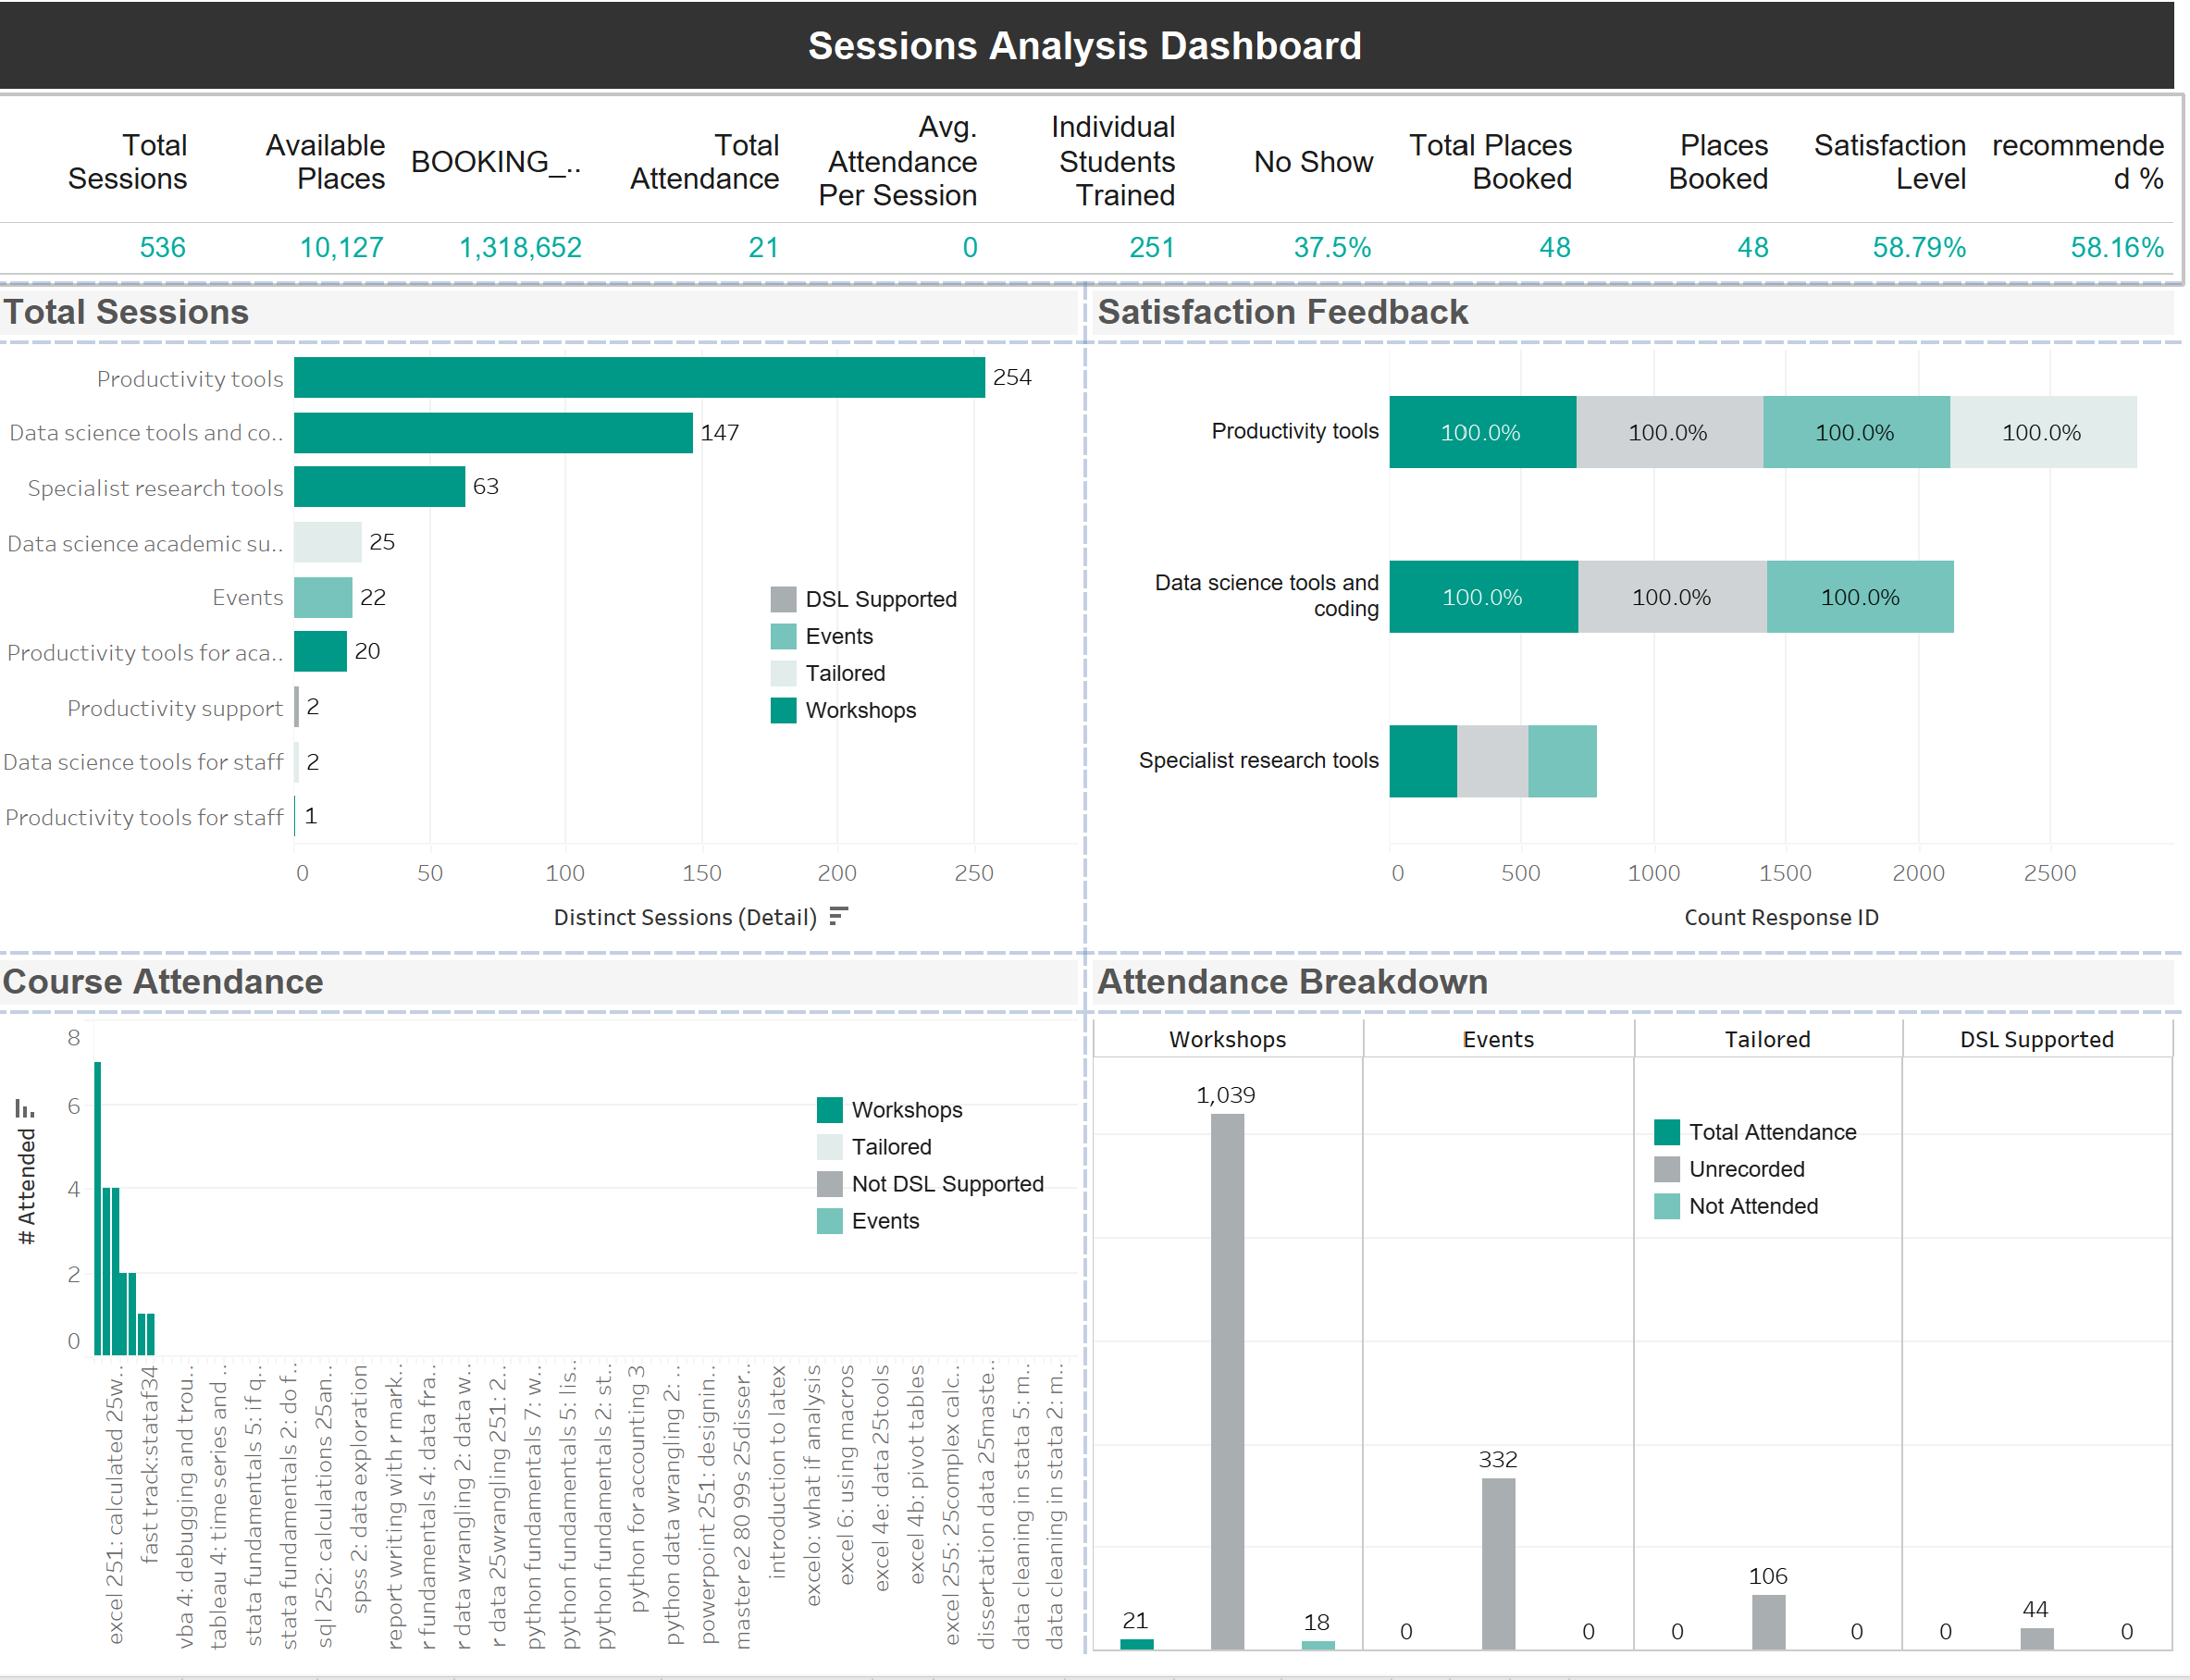 Sessions Analysis Dashboard
Total
Sessions
Available
Places
BOOKING_..
Total
Attendance
Avg.
Attendance
Per Session
Individual
Students
Trained
No Show
Total Places
Booked
Places
Booked
Satisfaction
Level
recommende
d %
536
10,127
1,318,652
21
0
251
37.5%
48
48
58.79%
58.16%
Total Sessions
Productivity tools
254
Data science tools and co..
147
Specialist research tools
63
Data science academic su..
25
Events
22
Productivity tools for aca..
20
Productivity support
2
Data science tools for staff
2
Productivity tools for staff
1
DSL Supported
Events
Tailored
Workshops
0 50 100 150 200 250
Distinct Sessions (Detail)
Satisfaction Feedback
Productivity tools
100.0% 100.0% 100.0% 100.0%
Data science tools and
coding
100.0% 100.0% 100.0%
Specialist research tools
0 500 1000 1500 2000 2500
Count Response ID
Course Attendance
# Attended
8
6
4
2
0
Workshops
Tailored
Not DSL Supported
Events
excel 251: calculated 25w..
fast track:stataf34
vba 4: debugging and trou..
tableau 4: time series and ..
stata fundamentals 5: if q..
stata fundamentals 2: do f..
sql 252: calculations 25an..
spss 2: data exploration
report writing with r mark..
r fundamentals 4: data fra..
r data wrangling 2: data w..
r data 25wrangling 251: 2..
python fundamentals 7: w..
python fundamentals 5: lis..
python fundamentals 2: st..
python for accounting 3
python data wrangling 2: ..
powerpoint 251: designin..
master e2 80 99s 25disser..
introduction to latex
excelo: what if analysis
excel 6: using macros
excel 4e: data 25tools
excel 4b: pivot tables
excel 255: 25complex calc..
dissertation data 25maste..
data cleaning in stata 5: m..
data cleaning in stata 2: m..
Attendance Breakdown
Workshops
Events
Tailored
DSL Supported
Total Attendance
Unrecorded
Not Attended
21 1,039 18
0 332 0
0 106 0
0 44 0